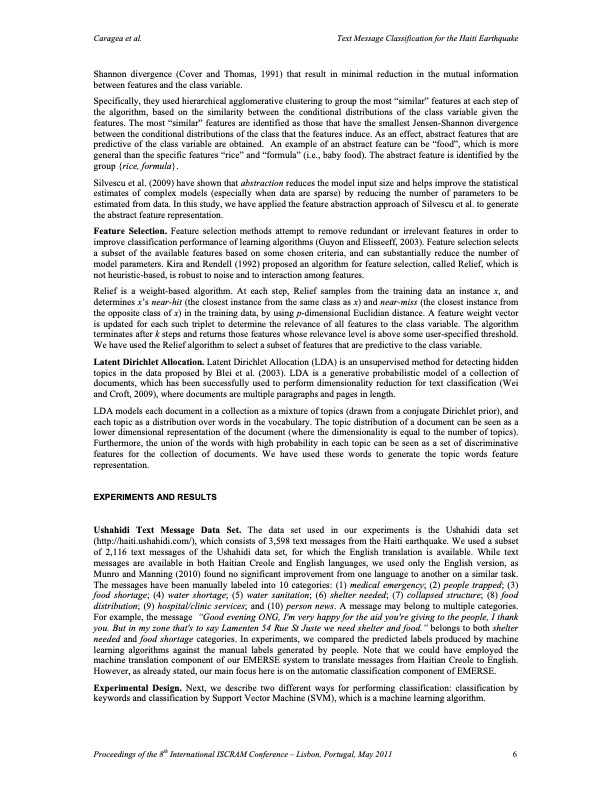 Caragea et al. Text Message Classification for the Haiti Earthquake
Shannon divergence (Cover and Thomas, 1991) that result in minimal reduction in the mutual information
between features and the class variable.
Specifically, they used hierarchical agglomerative clustering to group the most “similar” features at each step of
the algorithm, based on the similarity between the conditional distributions of the class variable given the
features. The most “similar” features are identified as those that have the smallest Jensen-Shannon divergence
between the conditional distributions of the class that the features induce. As an effect, abstract features that are
predictive of the class variable are obtained. An example of an abstract feature can be “food”, which is more
general than the specific features “rice” and “formula” (i.e., baby food). The abstract feature is identified by the
group {rice, formula}.
Silvescu et al. (2009) have shown that abstraction reduces the model input size and helps improve the statistical
estimates of complex models (especially when data are sparse) by reducing the number of parameters to be
estimated from data. In this study, we have applied the feature abstraction approach of Silvescu et al. to generate
the abstract feature representation.
Feature Selection. Feature selection methods attempt to remove redundant or irrelevant features in order to
improve classification performance of learning algorithms (Guyon and Elisseeff, 2003). Feature selection selects
a subset of the available features based on some chosen criteria, and can substantially reduce the number of
model parameters. Kira and Rendell (1992) proposed an algorithm for feature selection, called Relief, which is
not heuristic-based, is robust to noise and to interaction among features.
Relief is a weight-based algorithm. At each step, Relief samples from the training data an instance x, and
determines x’s near-hit (the closest instance from the same class as x) and near-miss (the closest instance from
the opposite class of x) in the training data, by using p-dimensional Euclidian distance. A feature weight vector
is updated for each such triplet to determine the relevance of all features to the class variable. The algorithm
terminates after k steps and returns those features whose relevance level is above some user-specified threshold.
We have used the Relief algorithm to select a subset of features that are predictive to the class variable.
Latent Dirichlet Allocation. Latent Dirichlet Allocation (LDA) is an unsupervised method for detecting hidden
topics in the data proposed by Blei et al. (2003). LDA is a generative probabilistic model of a collection of
documents, which has been successfully used to perform dimensionality reduction for text classification (Wei
and Croft, 2009), where documents are multiple paragraphs and pages in length.
LDA models each document in a collection as a mixture of topics (drawn from a conjugate Dirichlet prior), and
each topic as a distribution over words in the vocabulary. The topic distribution of a document can be seen as a
lower dimensional representation of the document (where the dimensionality is equal to the number of topics).
Furthermore, the union of the words with high probability in each topic can be seen as a set of discriminative
features for the collection of documents. We have used these words to generate the topic words feature
representation.
EXPERIMENTS AND RESULTS
Ushahidi Text Message Data Set. The data set used in our experiments is the Ushahidi data set
(http://haiti.ushahidi.com/), which consists of 3,598 text messages from the Haiti earthquake. We used a subset
of 2,116 text messages of the Ushahidi data set, for which the English translation is available. While text
messages are available in both Haitian Creole and English languages, we used only the English version, as
Munro and Manning (2010) found no significant improvement from one language to another on a similar task.
The messages have been manually labeled into 10 categories: (1) medical emergency; (2) people trapped; (3)
food shortage; (4) water shortage; (5) water sanitation; (6) shelter needed; (7) collapsed structure; (8) food
distribution; (9) hospital/clinic services; and (10) person news. A message may belong to multiple categories.
For example, the message “Good evening ONG, I'm very happy for the aid you're giving to the people, I thank
you. But in my zone that's to say Lamenten 54 Rue St Juste we need shelter and food.” belongs to both shelter
needed and food shortage categories. In experiments, we compared the predicted labels produced by machine
learning algorithms against the manual labels generated by people. Note that we could have employed the
machine translation component of our EMERSE system to translate messages from Haitian Creole to English.
However, as already stated, our main focus here is on the automatic classification component of EMERSE.
Experimental Design. Next, we describe two different ways for performing classification: classification by
keywords and classification by Support Vector Machine (SVM), which is a machine learning algorithm.
Proceedings of the 8th International ISCRAM Conference – Lisbon, Portugal, May 2011 6